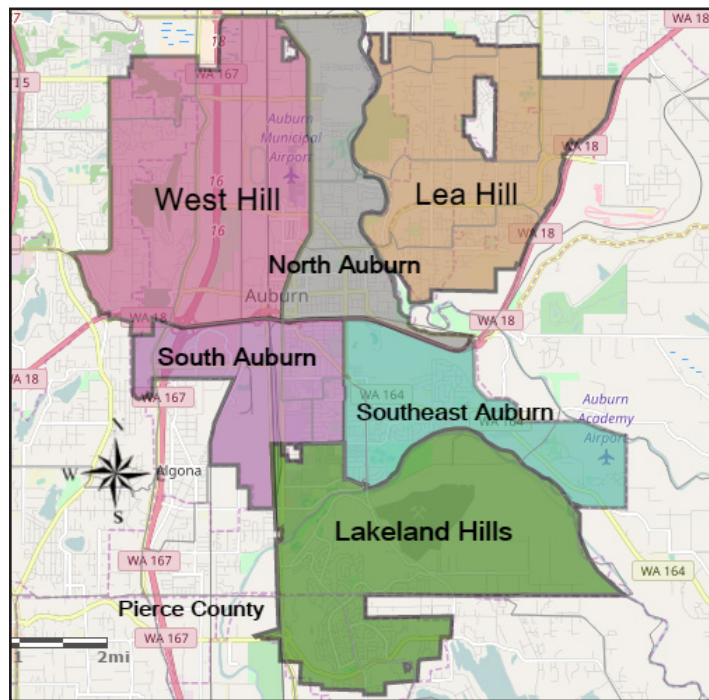 7
18
WA 167
WA 18
15
Auburn
Municipal
Airport
WA 18
West Hill
Lea Hill
16
16
WA 18
North Auburn
Auburn
WA 18
WA 18
South Auburn
WA 18
WA 167
WA 164
Southeast Auburn
164
Auburn
Academy
Airport
N
W
E
S
Algona
Lakeland Hills
WA 167
WA 164
Pierce County
1
2mi
WA 167